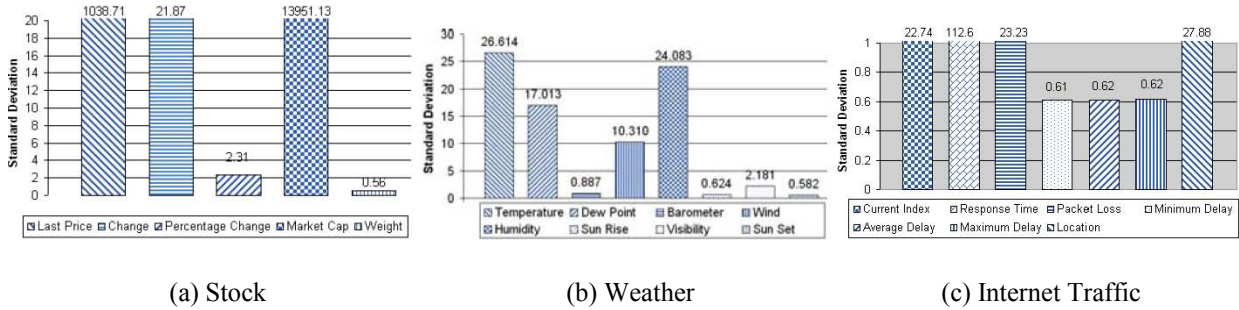 1038.71 21.87 13951.13
20
18
16
14
12
10
8
6
4
2
0
Standard Deviation
2.31
0.56
Last Price Change Percentage Change Market Cap Weight
(a) Stock
30
25
20
15
10
5
0
Standard Deviation
26.614
17.013
0.887
10.310
24.083
0.624
2.181
0.582
Temperature Dew Point Barometer Wind
Humidity Sun Rise Visibility Sun Set
(b) Weather
22.74 112.6 23.23 27.88
1
0.8
0.6
0.4
0.2
0
Standard Deviation
0.61
0.62
0.62
Current Index Response Time Packet Loss Minimum Delay
Average Delay Maximum Delay Location
(c) Internet Traffic